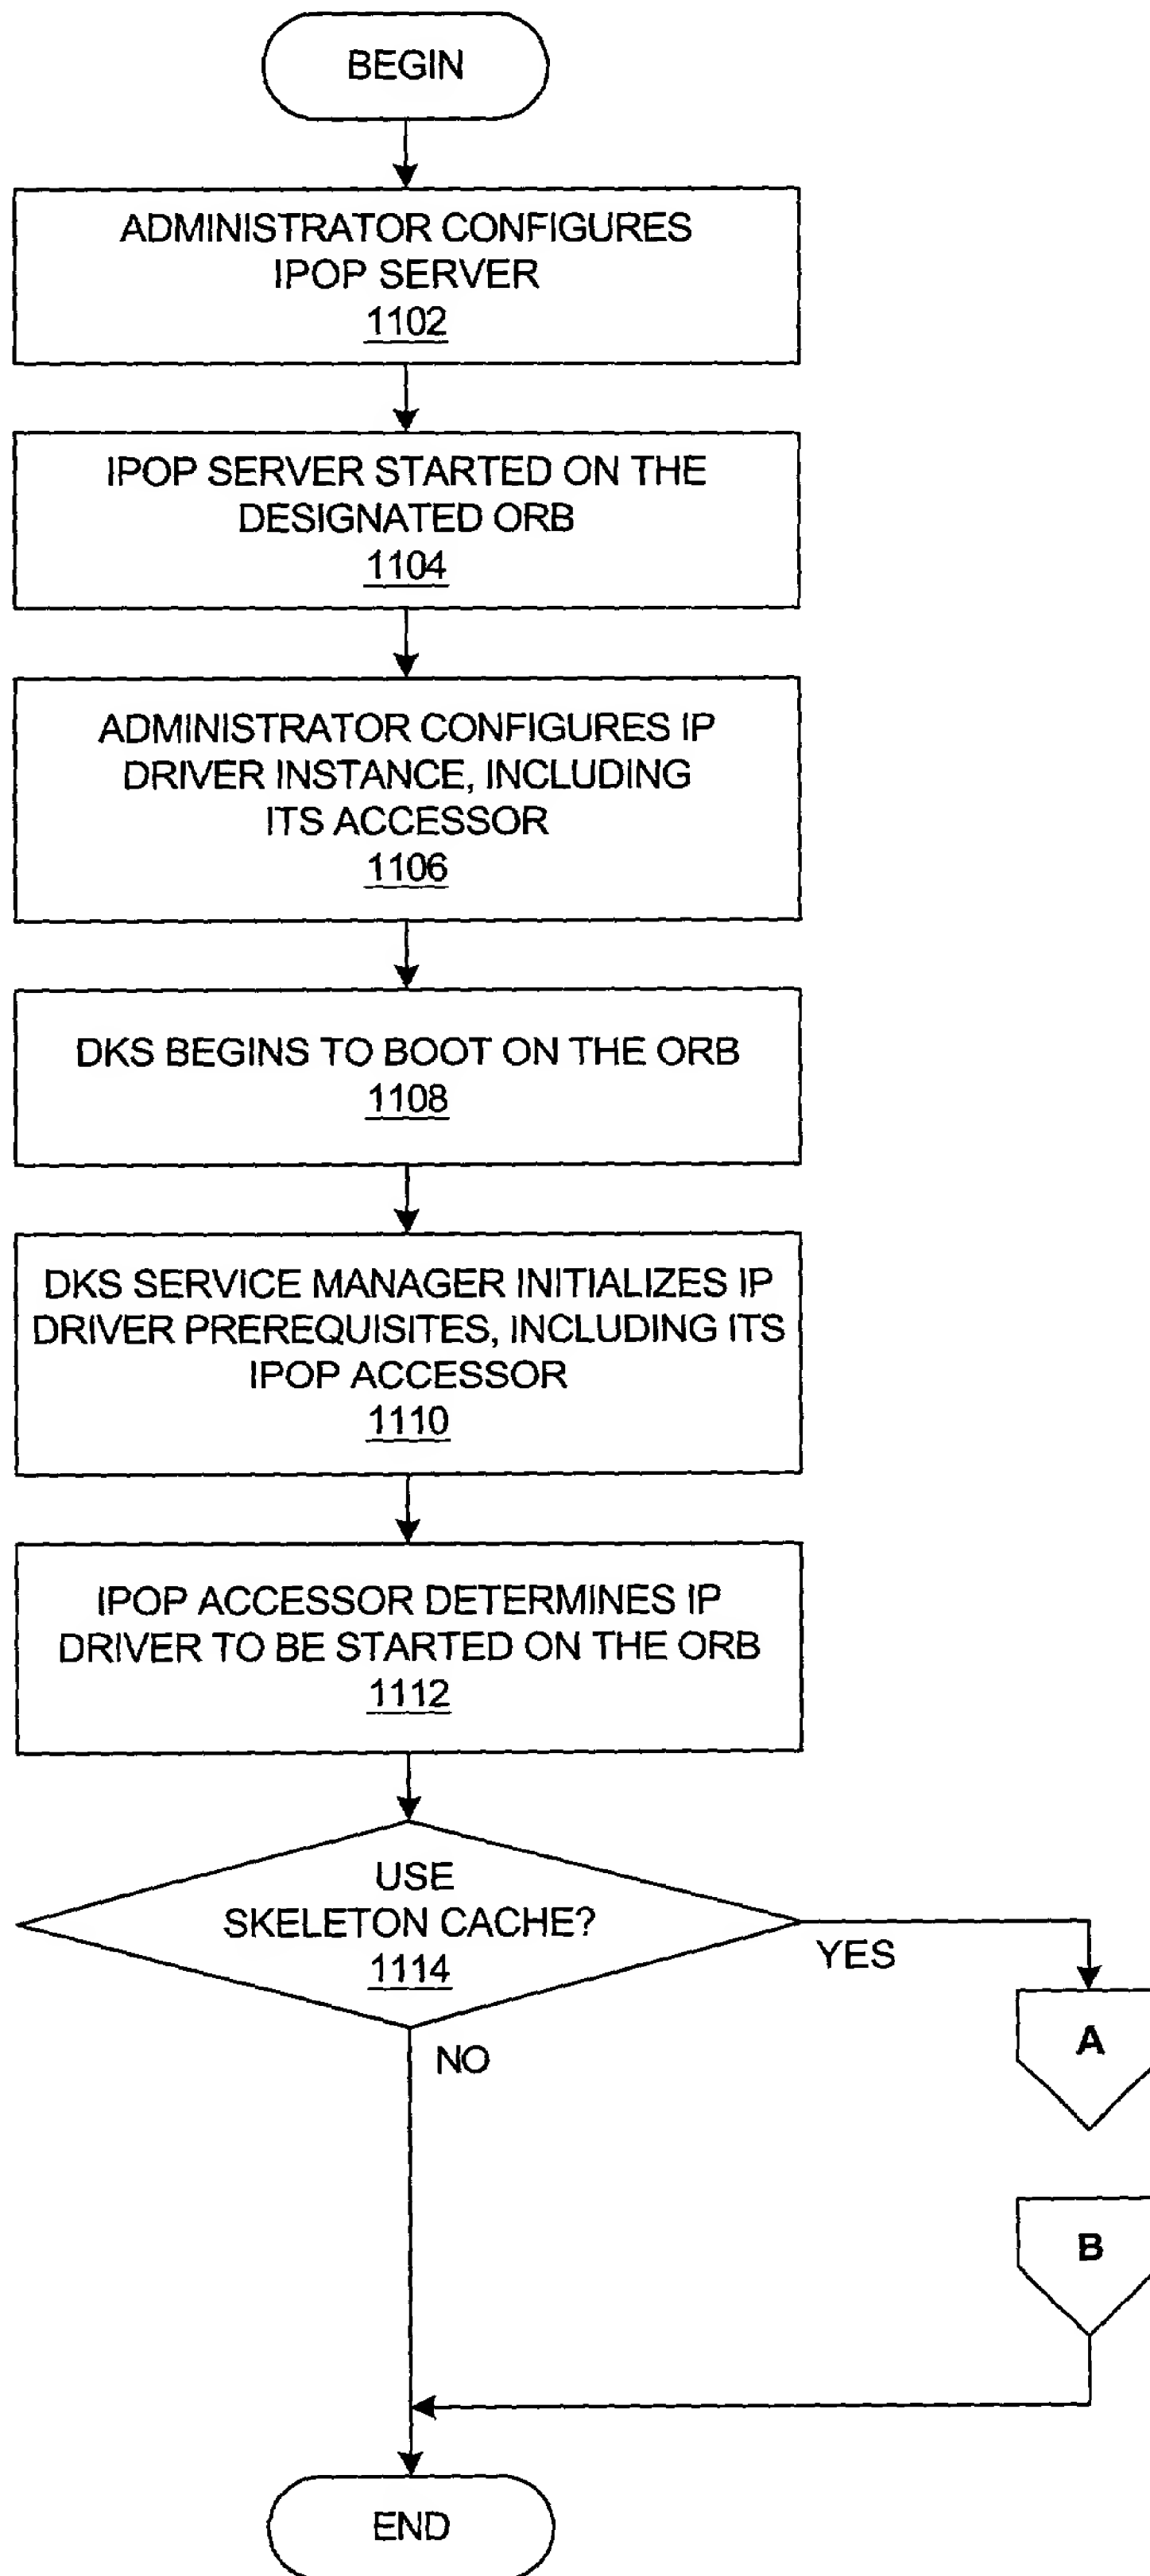 BEGIN
ADMINISTRATOR CONFIGURES
IPOP SERVER
1102
IPOP SERVER STARTED ON THE
DESIGNATED ORB
1104
ADMINISTRATOR CONFIGURES IP
DRIVER INSTANCE, INCLUDING
ITS ACCESSOR
1106
DKS BEGINS TO BOOT ON THE ORB
1108
DKS SERVICE MANAGER INITIALIZES IP
DRIVER PREREQUISITES, INCLUDING ITS
IPOP ACCESSOR
1110
IPOP ACCESSOR DETERMINES IP
DRIVER TO BE STARTED ON THE ORB
1112
USE
SKELETON CACHE?
1114
YES
A
NO
B
END